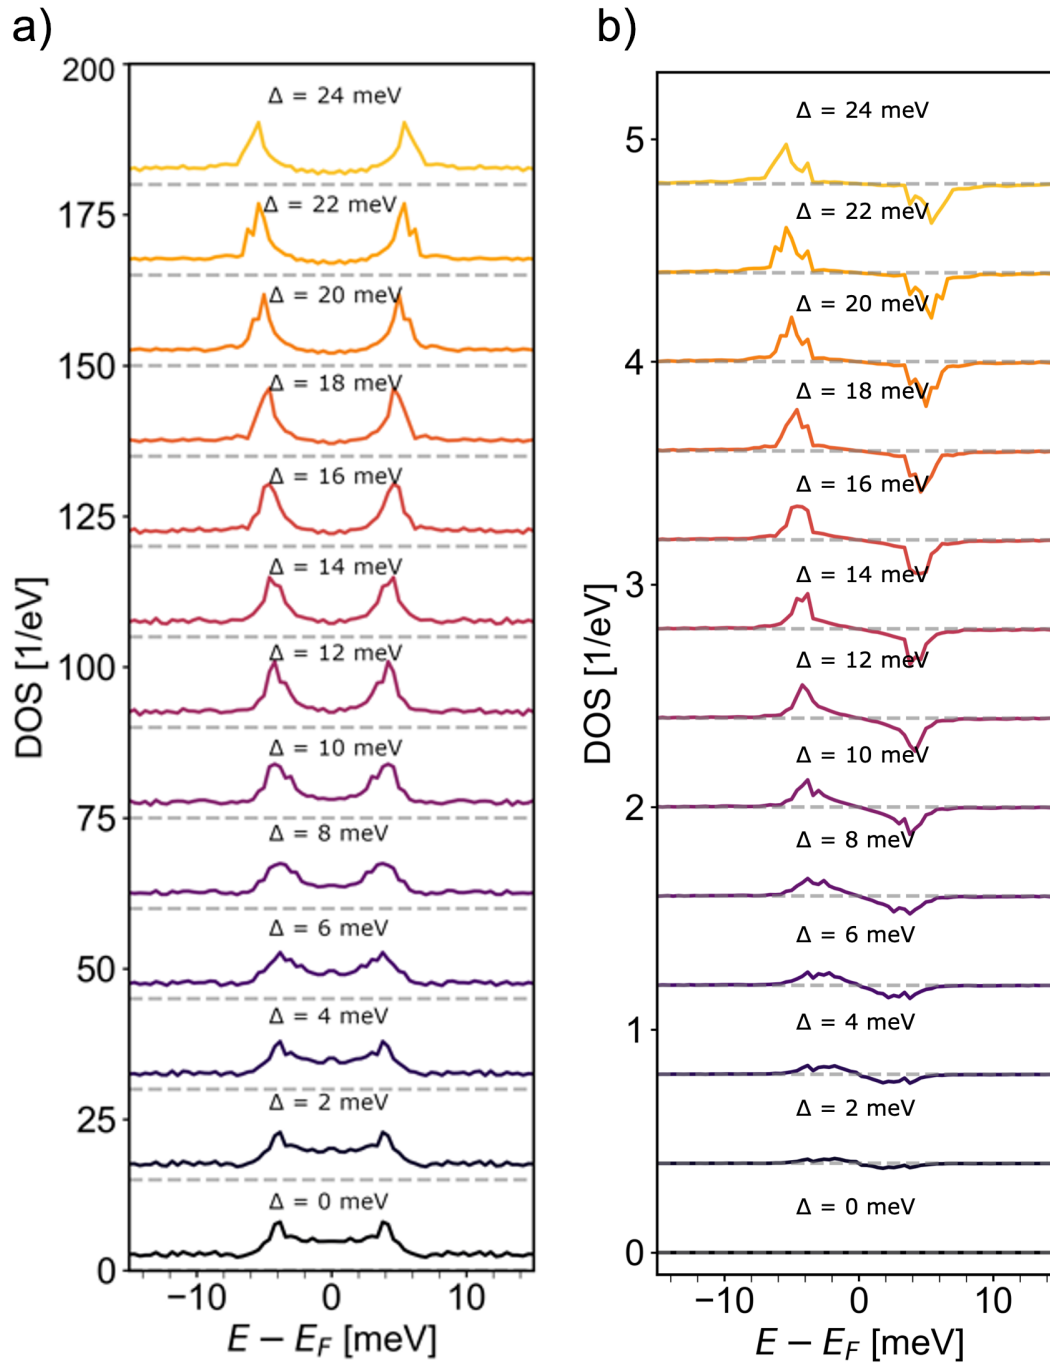 a)
200
175
150
125
100
75
50
25
0
DOS [1/eV]
Δ = 24 meV
Δ = 22 meV
Δ = 20 meV
Δ = 18 meV
Δ = 16 meV
Δ = 14 meV
Δ = 12 meV
Δ = 10 meV
Δ = 8 meV
Δ = 6 meV
Δ = 4 meV
Δ = 2 meV
Δ = 0 meV
−10 0 10
E − E_F [meV]
b)
5
4
3
2
1
0
DOS [1/eV]
Δ = 24 meV
Δ = 22 meV
Δ = 20 meV
Δ = 18 meV
Δ = 16 meV
Δ = 14 meV
Δ = 12 meV
Δ = 10 meV
Δ = 8 meV
Δ = 6 meV
Δ = 4 meV
Δ = 2 meV
Δ = 0 meV
−10 0 10
E − E_F [meV]